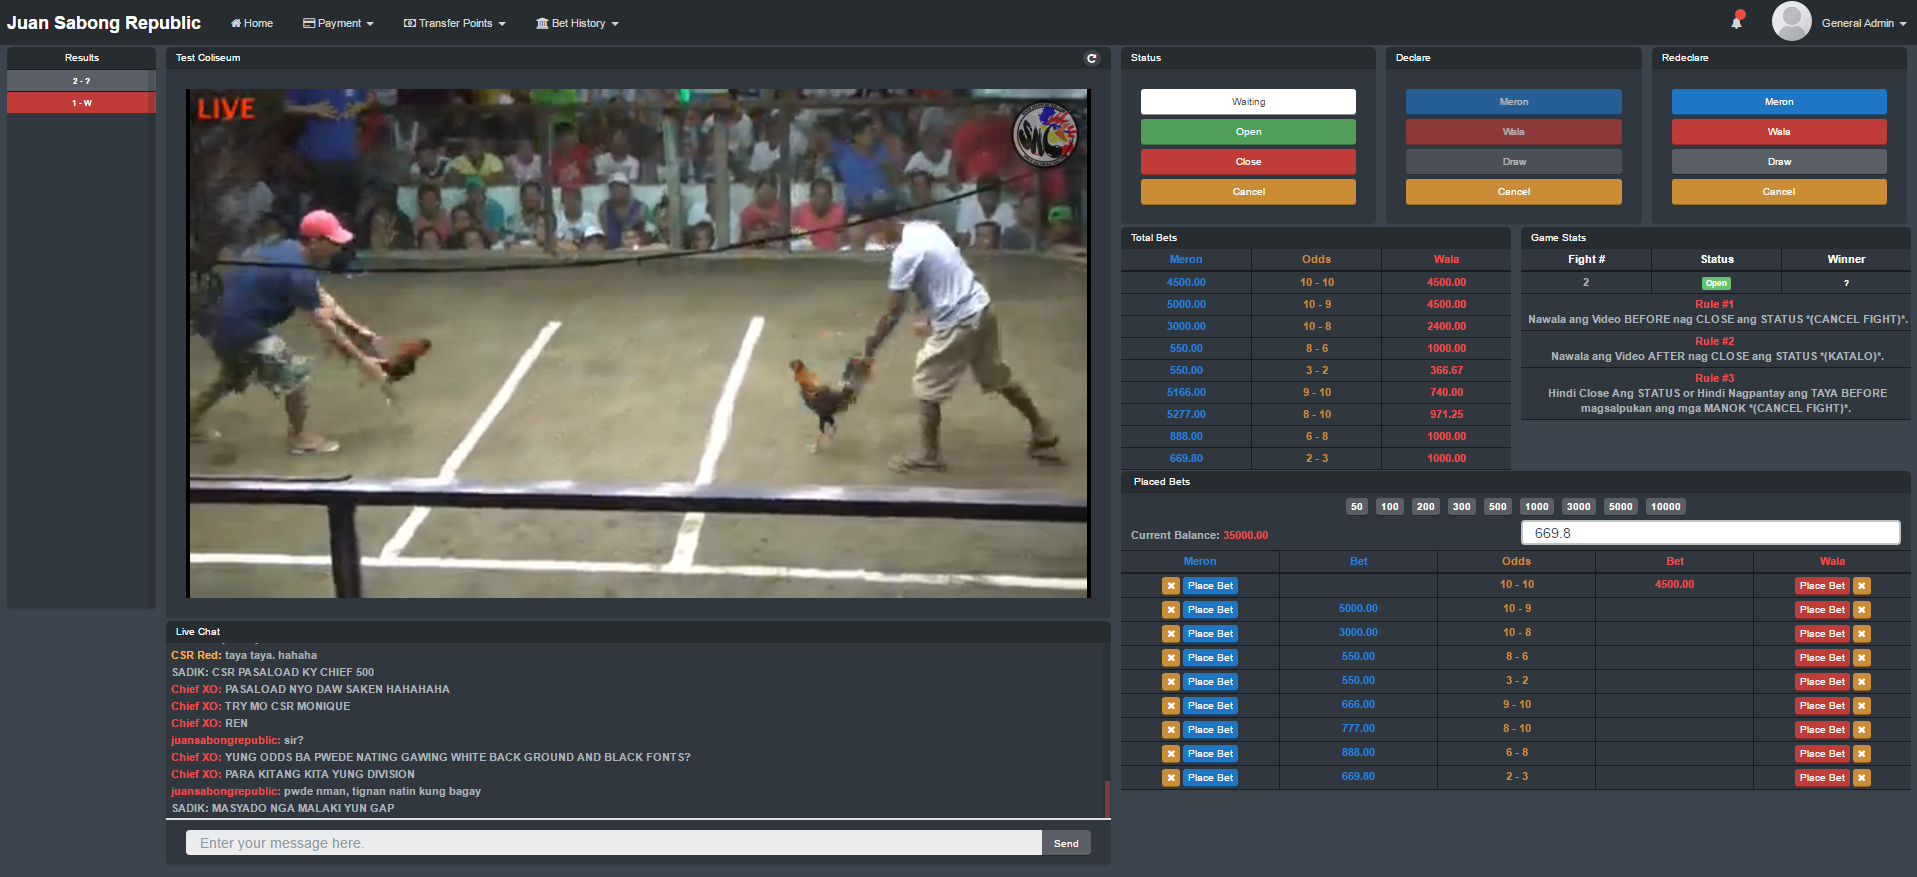 Juan Sabong Republic Home Payment Transfer Points Bet History General Admin
Results
2 - ?
1 - W
Test Coliseum
LIVE
SMC
Live Chat
CSR Red: taya taya. hahaha
SADIK: CSR PASALOAD KY CHIEF 500
Chief XO: PASALOAD NYO DAW SAKEN HAHAHAHA
Chief XO: TRY MO CSR MONIQUE
Chief XO: REN
juansabongrepublic: sir?
Chief XO: YUNG ODDS BA PWEDE NATING GAWING WHITE BACK GROUND AND BLACK FONTS?
Chief XO: PARA KITANG KITA YUNG DIVISION
juansabongrepublic: pwde nman, tignan natin kung bagay
SADIK: MASYADO NGA MALAKI YUN GAP
Enter your message here. Send
Status
Waiting
Open
Close
Cancel
Declare
Meron
Wala
Draw
Cancel
Redeclare
Meron
Wala
Draw
Cancel
Total Bets
Meron Odds Wala
4500.00 10 - 10 4500.00
5000.00 10 - 9 4500.00
3000.00 10 - 8 2400.00
550.00 8 - 6 1000.00
550.00 3 - 2 366.67
5166.00 9 - 10 740.00
5277.00 8 - 10 971.25
888.00 6 - 8 1000.00
669.80 2 - 3 1000.00
Game Stats
Fight # Status Winner
2 Open ?
Rule #1
Nawala ang Video BEFORE nag CLOSE ang STATUS *(CANCEL FIGHT)*.
Rule #2
Nawala ang Video AFTER nag CLOSE ang STATUS *(KATALO)*.
Rule #3
Hindi Close Ang STATUS or Hindi Nagpantay ang TAYA BEFORE
magsalpukan ang mga MANOK *(CANCEL FIGHT)*.
Placed Bets
50 100 200 300 500 1000 3000 5000 10000
Current Balance: 35000.00 669.8
Meron Bet Odds Bet Wala
Place Bet 10 - 10 4500.00 Place Bet
Place Bet 5000.00 10 - 9 Place Bet
Place Bet 3000.00 10 - 8 Place Bet
Place Bet 550.00 8 - 6 Place Bet
Place Bet 550.00 3 - 2 Place Bet
Place Bet 666.00 9 - 10 Place Bet
Place Bet 777.00 8 - 10 Place Bet
Place Bet 888.00 6 - 8 Place Bet
Place Bet 669.80 2 - 3 Place Bet